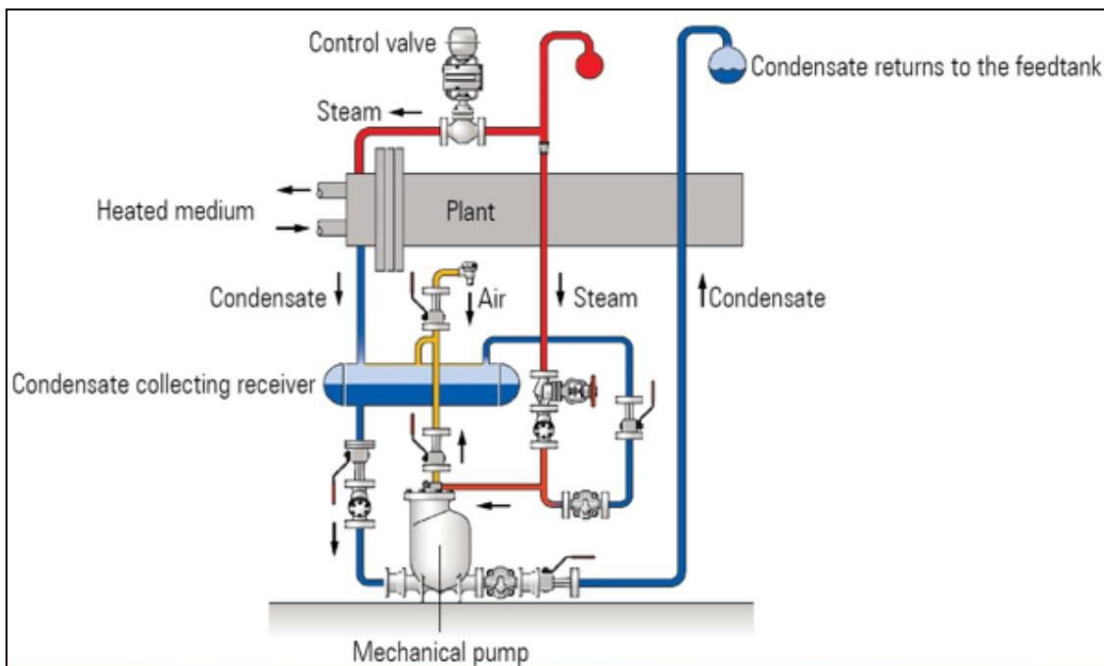 Control valve
Condensate returns to the feedtank
Steam
Heated medium
Plant
Condensate
Air
Steam
Condensate
Condensate collecting receiver
Mechanical pump